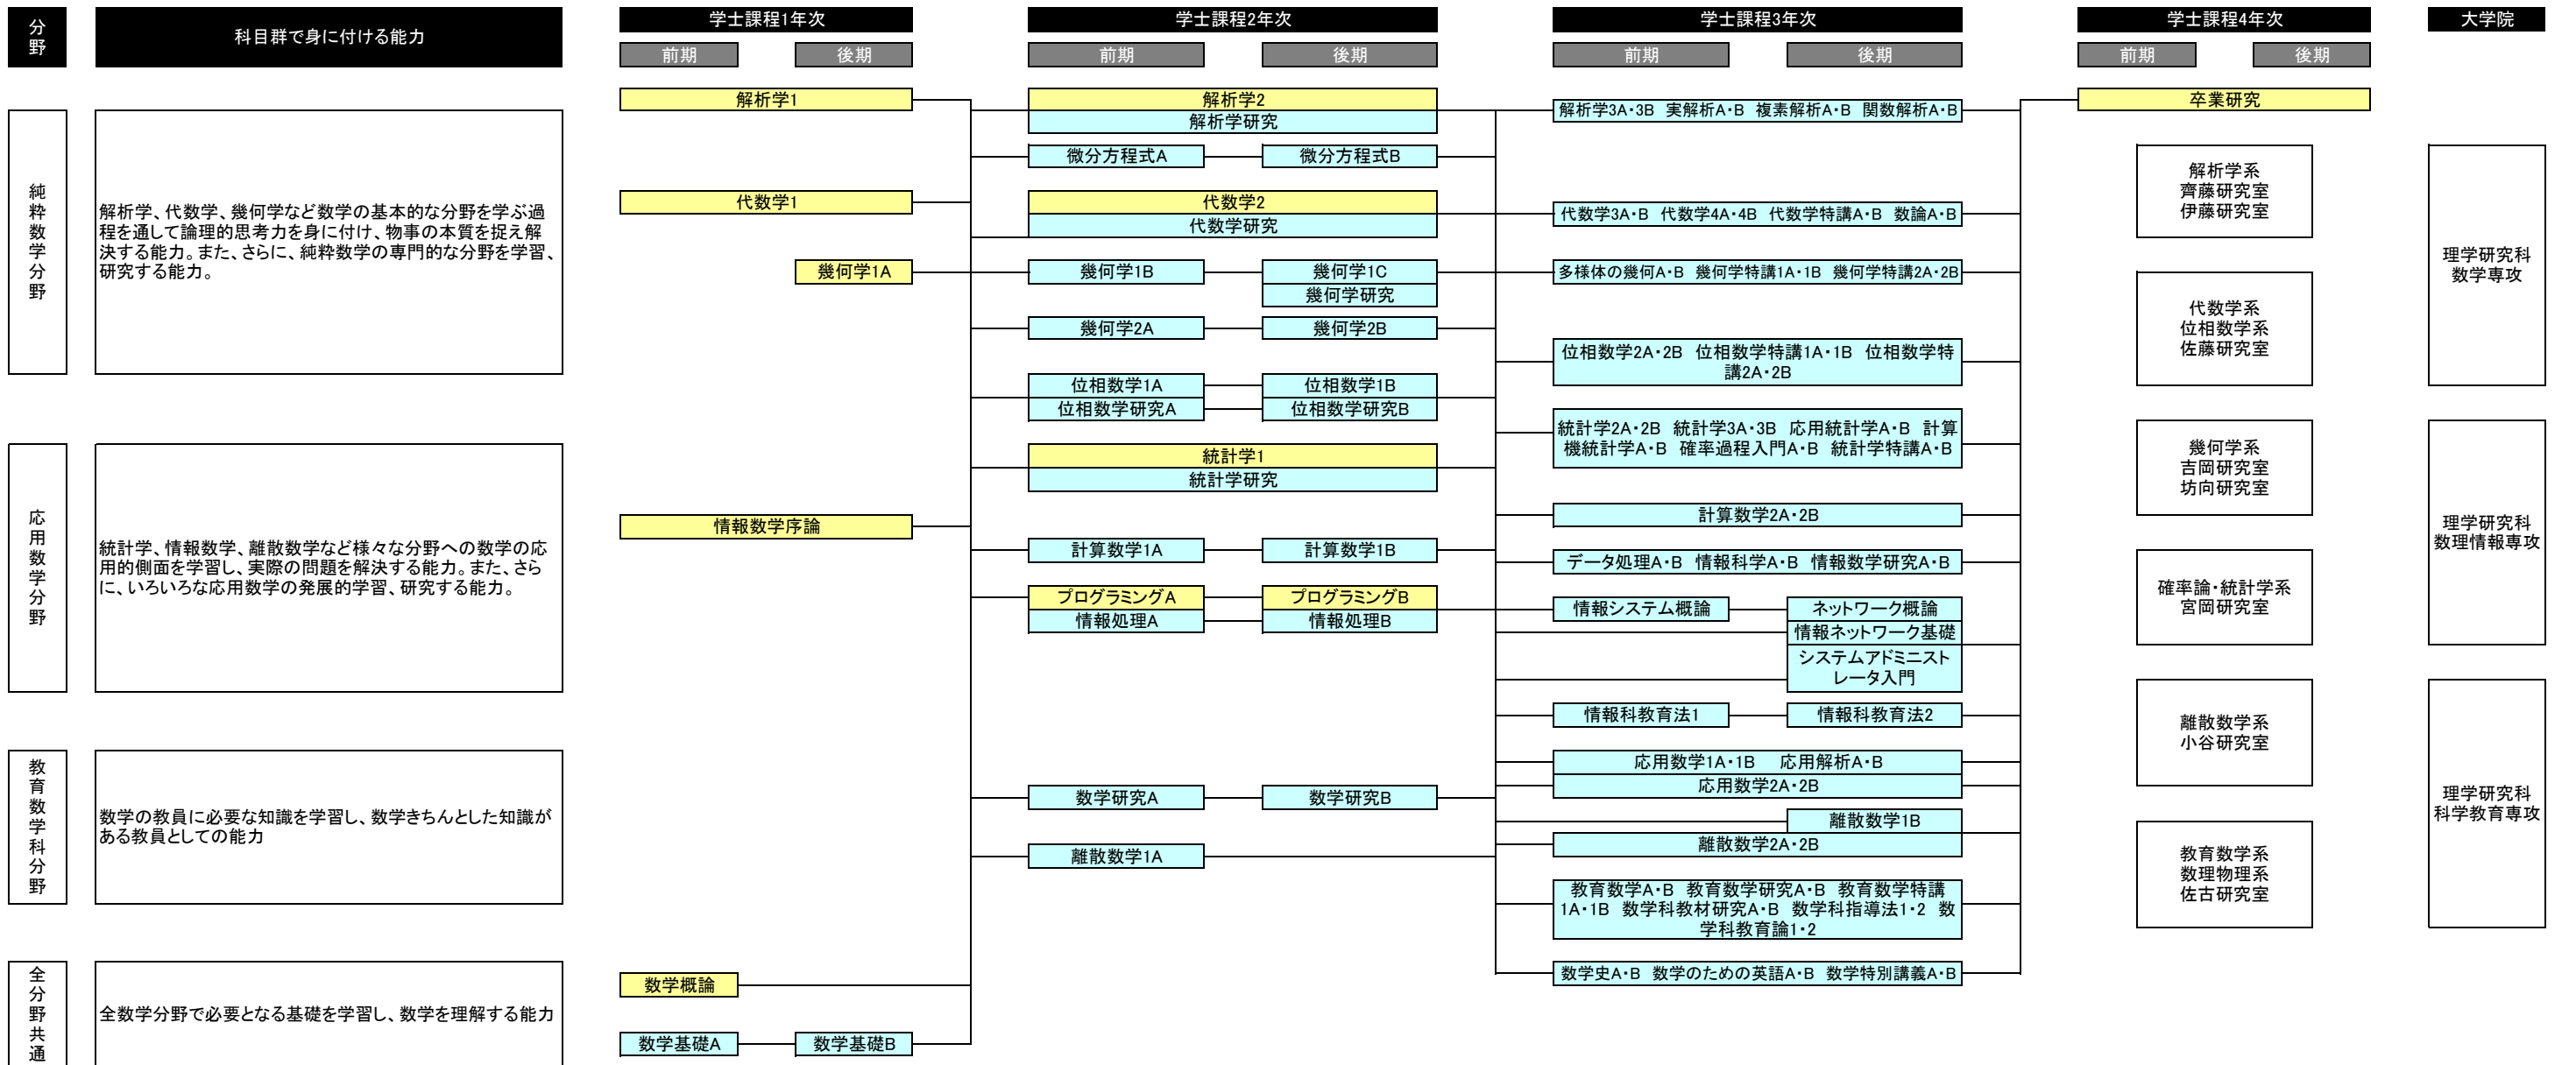 分
野
科目群で身に付ける能力
学士課程1年次
学士課程2年次
学士課程3年次
学士課程4年次
大学院
前期
後期
前期
後期
前期
後期
前期
後期
純
粋
数
学
分
野
解析学、代数学、幾何学など数学の基本的な分野を学ぶ過
程を通して論理的思考力を身に付け、物事の本質を捉え解
決する能力。また、さらに、純粋数学の専門的な分野を学習、
研究する能力。
応
用
数
学
分
野
統計学、情報数学、離散数学など様々な分野への数学の応
用的側面を学習し、実際の問題を解決する能力。また、さら
に、いろいろな応用数学の発展的学習、研究する能力。
教
育
数
学
科
分
野
数学の教員に必要な知識を学習し、数学きちんとした知識が
ある教員としての能力
全
分
野
共
通
全数学分野で必要となる基礎を学習し、数学を理解する能力
解析学1
代数学1
幾何学1A
情報数学序論
数学概論
数学基礎A
数学基礎B
解析学2
解析学研究
微分方程式A
微分方程式B
代数学2
代数学研究
幾何学1B
幾何学1C
幾何学研究
幾何学2A
幾何学2B
位相数学1A
位相数学1B
位相数学研究A
位相数学研究B
統計学1
統計学研究
計算数学1A
計算数学1B
プログラミングA
プログラミングB
情報処理A
情報処理B
数学研究A
数学研究B
離散数学1A
解析学3A・3B 実解析A・B 複素解析A・B 関数解析A・B
代数学3A・B 代数学4A・4B 代数学特講A・B 数論A・B
多様体の幾何A・B 幾何学特講1A・1B 幾何学特講2A・2B
位相数学2A・2B 位相数学特講1A・1B 位相数学特
講2A・2B
統計学2A・2B 統計学3A・3B 応用統計学A・B 計算
機統計学A・B 確率過程入門A・B 統計学特講A・B
計算数学2A・2B
データ処理A・B 情報科学A・B 情報数学研究A・B
情報システム概論
ネットワーク概論
情報ネットワーク基礎
システムアドミニスト
レータ入門
情報科教育法1
情報科教育法2
応用数学1A・1B 応用解析A・B
応用数学2A・2B
離散数学1B
離散数学2A・2B
教育数学A・B 教育数学研究A・B 教育数学特講
1A・1B 数学科教材研究A・B 数学科指導法1・2 数
学科教育論1・2
数学史A・B 数学のための英語A・B 数学特別講義A・B
卒業研究
解析学系
齊藤研究室
伊藤研究室
代数学系
位相数学系
佐藤研究室
幾何学系
吉岡研究室
坊向研究室
確率論・統計学系
宮岡研究室
離散数学系
小谷研究室
教育数学系
数理物理系
佐古研究室
理学研究科
数学専攻
理学研究科
数理情報専攻
理学研究科
科学教育専攻